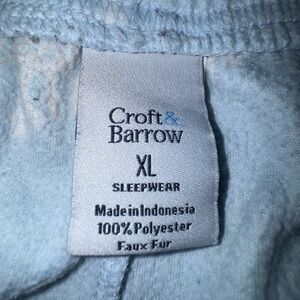 Croft&
Barrow
XL
SLEEPWEAR
Made in Indonesia
100% Polyester
Faux Fur